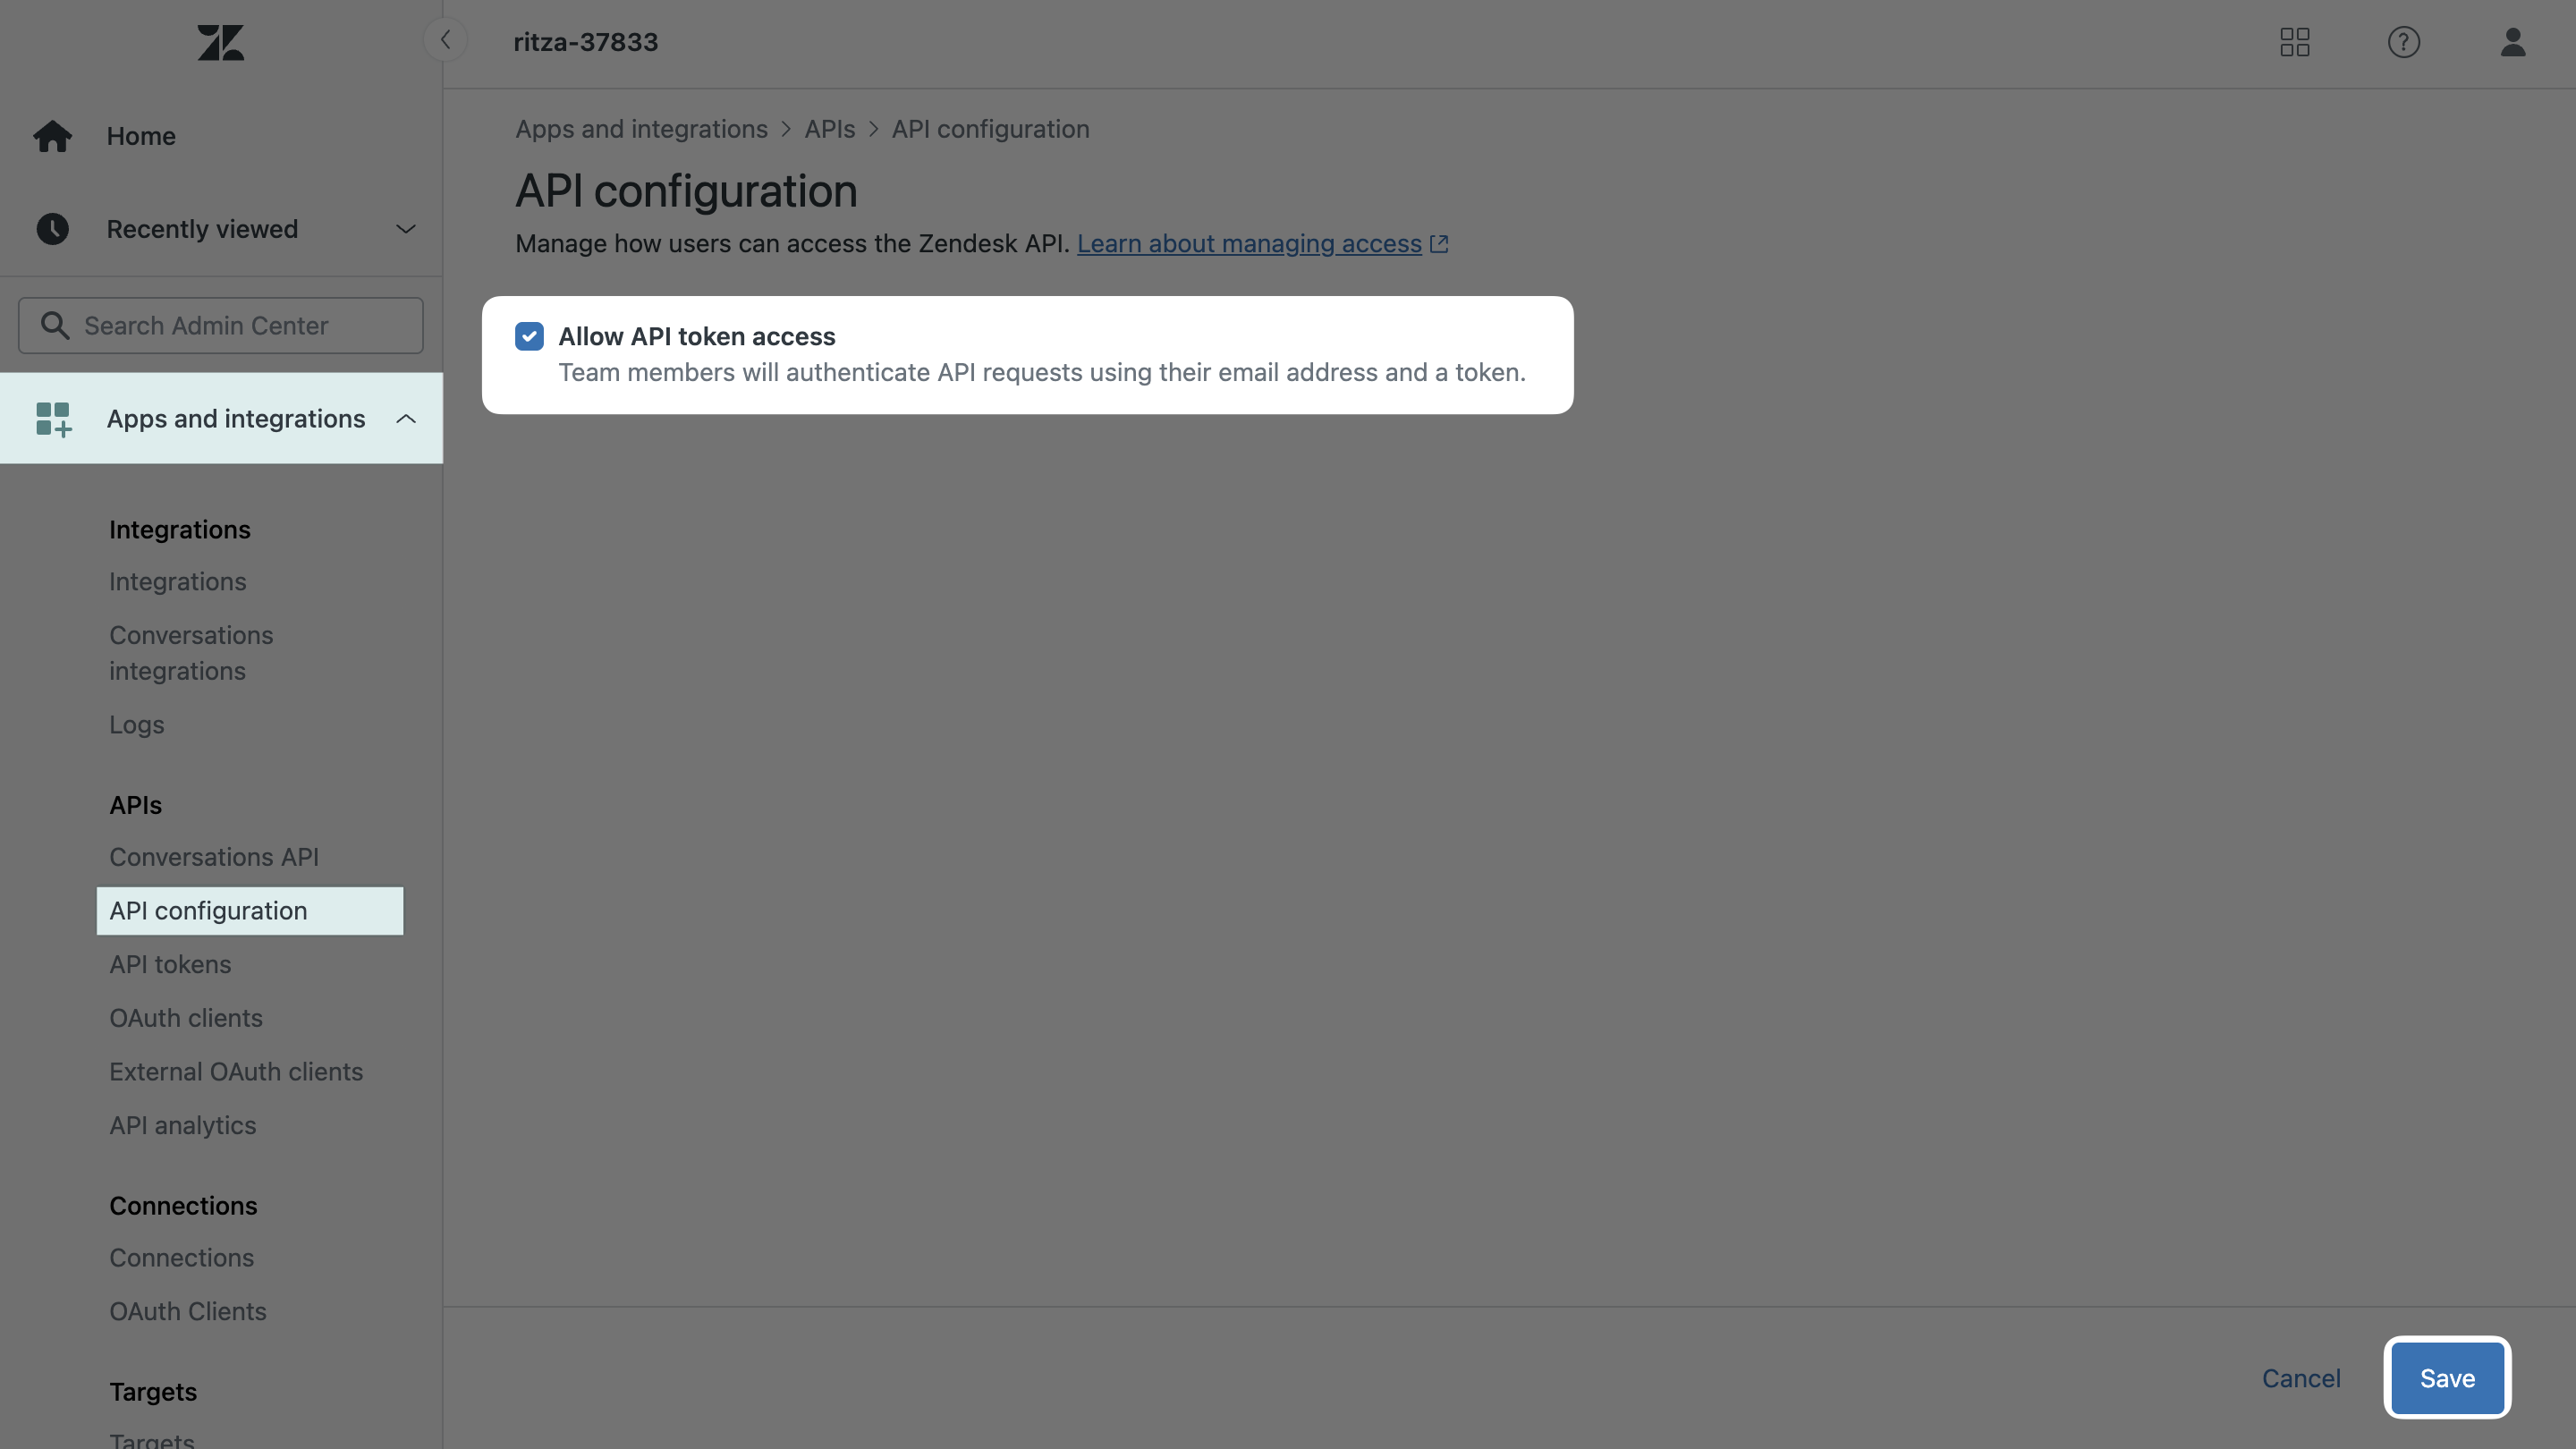 ritza-37833
Home
Recently viewed
Search Admin Center
Apps and integrations
Integrations
Integrations
Conversations
integrations
Logs
APIs
Conversations API
API configuration
API tokens
OAuth clients
External OAuth clients
API analytics
Connections
Connections
OAuth Clients
Targets
Targets
Apps and integrations > APIs > API configuration
API configuration
Manage how users can access the Zendesk API. Learn about managing access
Allow API token access
Team members will authenticate API requests using their email address and a token.
Cancel
Save